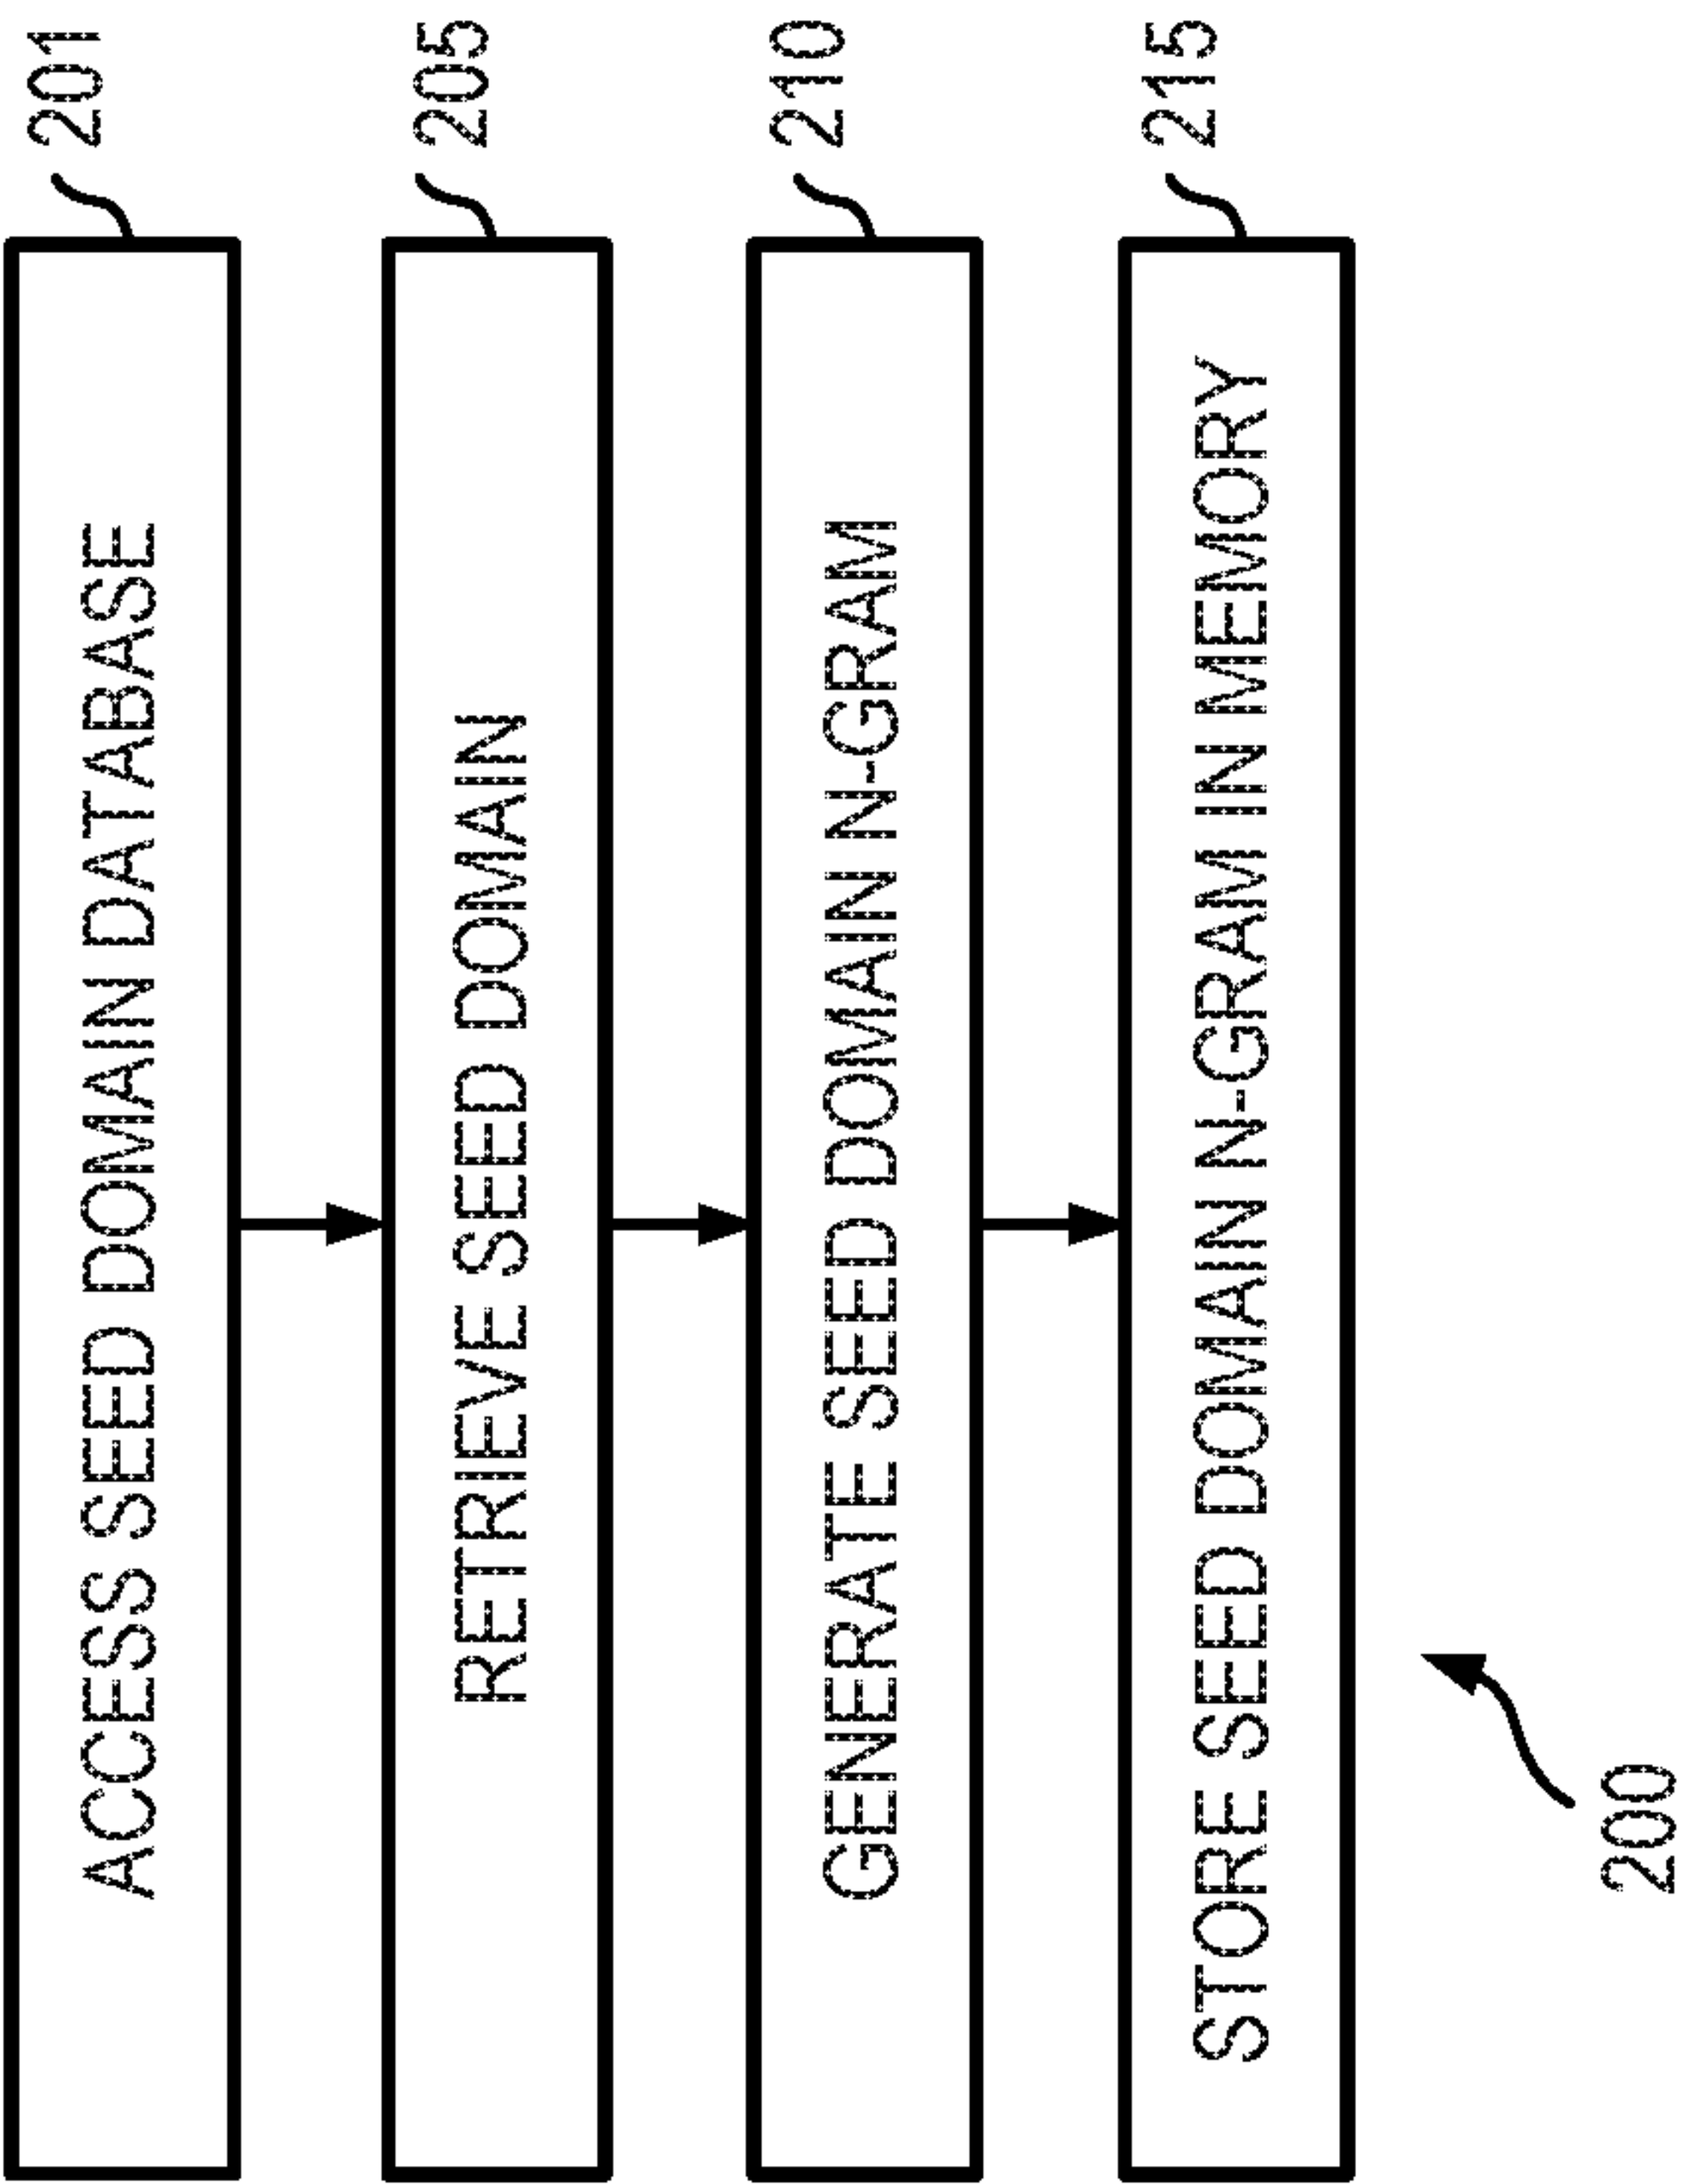 ACCESS SEED DOMAIN DATABASE
201
RETRIEVE SEED DOMAIN
205
GENERATE SEED DOMAIN N-GRAM
210
STORE SEED DOMAIN N-GRAM IN MEMORY
215
200